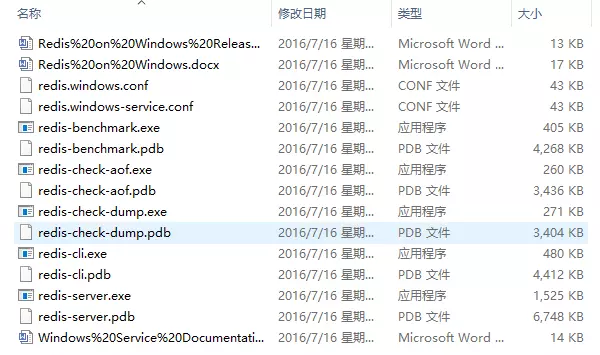 名称 修改日期 类型 大小
Redis%20on%20Windows%20Releas... 2016/7/16 星期... Microsoft Word ... 13 KB
Redis%20on%20Windows.docx 2016/7/16 星期... Microsoft Word ... 17 KB
redis.windows.conf 2016/7/16 星期... CONF 文件 43 KB
redis.windows-service.conf 2016/7/16 星期... CONF 文件 43 KB
redis-benchmark.exe 2016/7/16 星期... 应用程序 405 KB
redis-benchmark.pdb 2016/7/16 星期... PDB 文件 4,268 KB
redis-check-aof.exe 2016/7/16 星期... 应用程序 260 KB
redis-check-aof.pdb 2016/7/16 星期... PDB 文件 3,436 KB
redis-check-dump.exe 2016/7/16 星期... 应用程序 271 KB
redis-check-dump.pdb 2016/7/16 星期... PDB 文件 3,404 KB
redis-cli.exe 2016/7/16 星期... 应用程序 480 KB
redis-cli.pdb 2016/7/16 星期... PDB 文件 4,412 KB
redis-server.exe 2016/7/16 星期... 应用程序 1,525 KB
redis-server.pdb 2016/7/16 星期... PDB 文件 6,748 KB
Windows%20Service%20Documentati... 2016/7/16 星期... Microsoft Word ... 14 KB